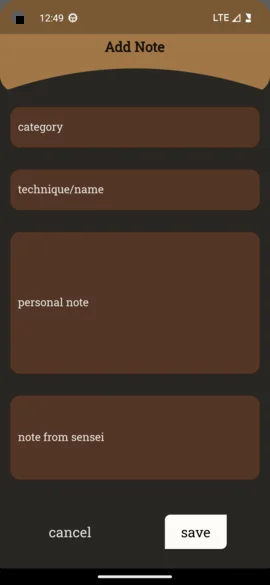 12:49
LTE
Add Note
category
technique/name
personal note
note from sensei
cancel
save